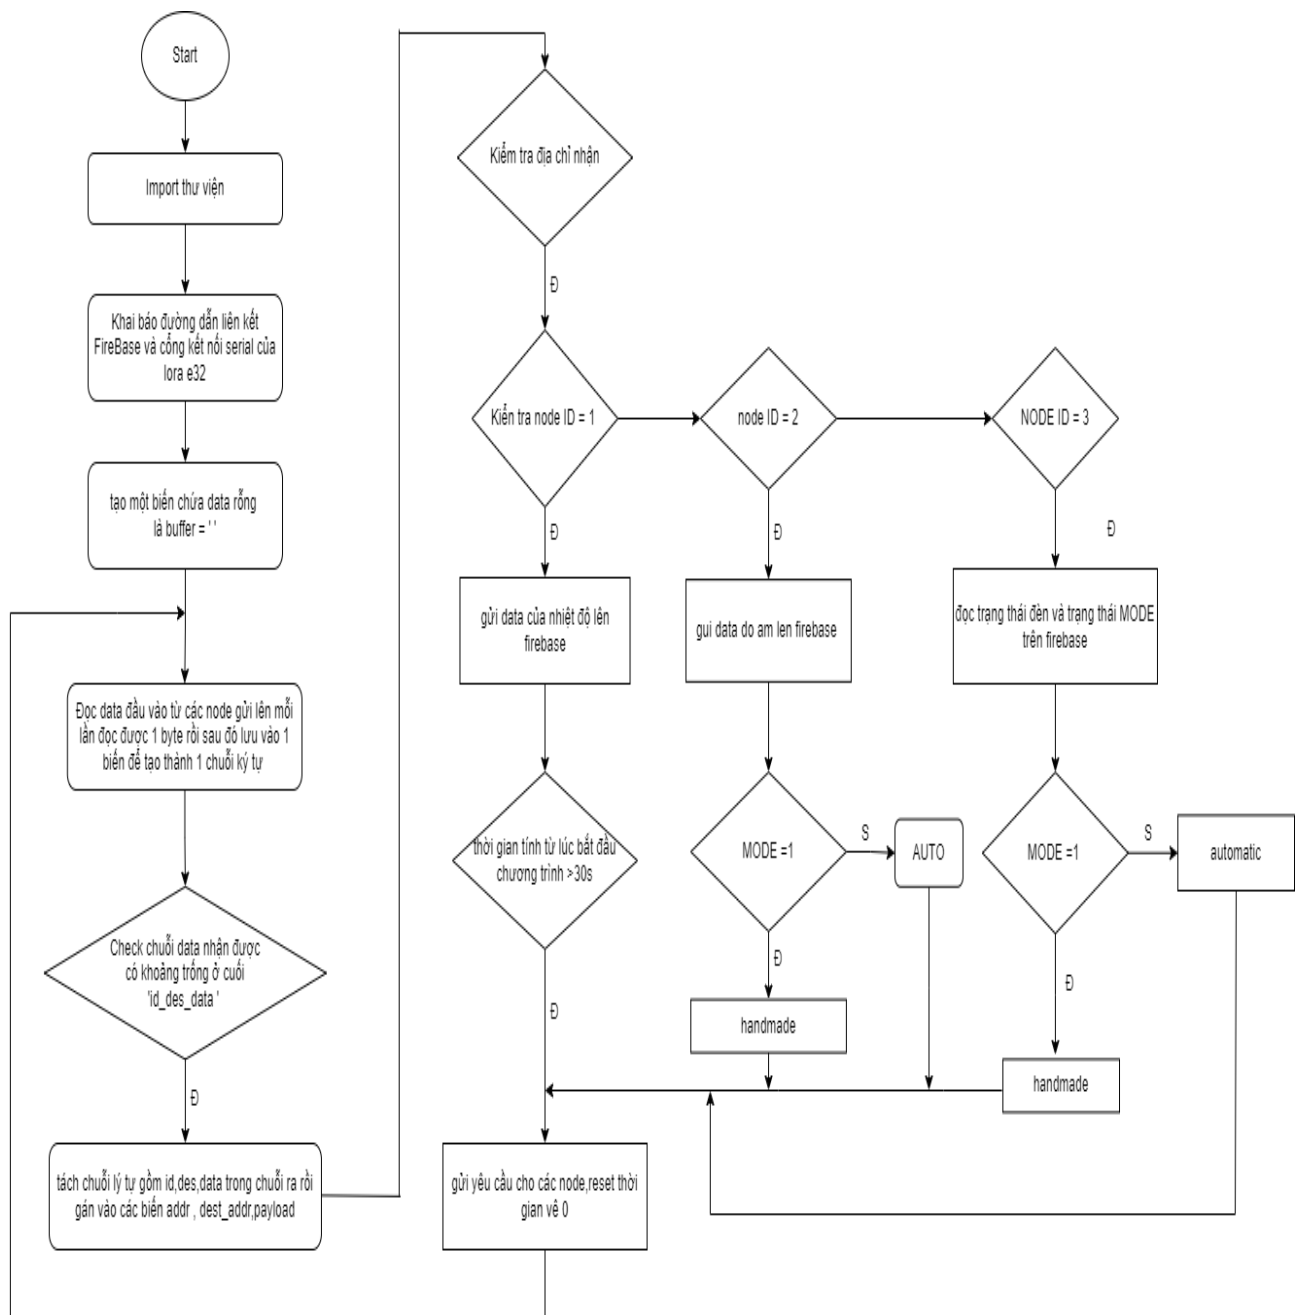 Start
Import thư viện
Khai báo đường dẫn liên kết
FireBase và cổng kết nối serial của
lora e32
tạo một biến chứa data rỗng
là buffer = ' '
Đọc data đầu vào từ các node gửi lên mỗi
lần đọc được 1 byte rồi sau đó lưu vào 1
biến để tạo thành 1 chuỗi ký tự
Check chuỗi data nhận được
có khoảng trống ở cuối
'id_des_data '
Đ
tách chuỗi lý tự gồm id,des,data trong chuỗi ra rồi
gán vào các biến addr , dest_addr,payload
Kiểm tra địa chỉ nhận
Đ
Kiển tra node ID = 1
node ID = 2
NODE ID = 3
Đ
Đ
Đ
gửi data của nhiệt độ lên
firebase
gui data do am len firebase
đọc trạng thái đèn và trạng thái MODE
trên firebase
thời gian tính từ lúc bắt đầu
chương trình >30s
MODE =1
S
AUTO
MODE =1
S
automatic
Đ
Đ
Đ
handmade
handmade
gửi yêu cầu cho các node,reset thời
gian về 0